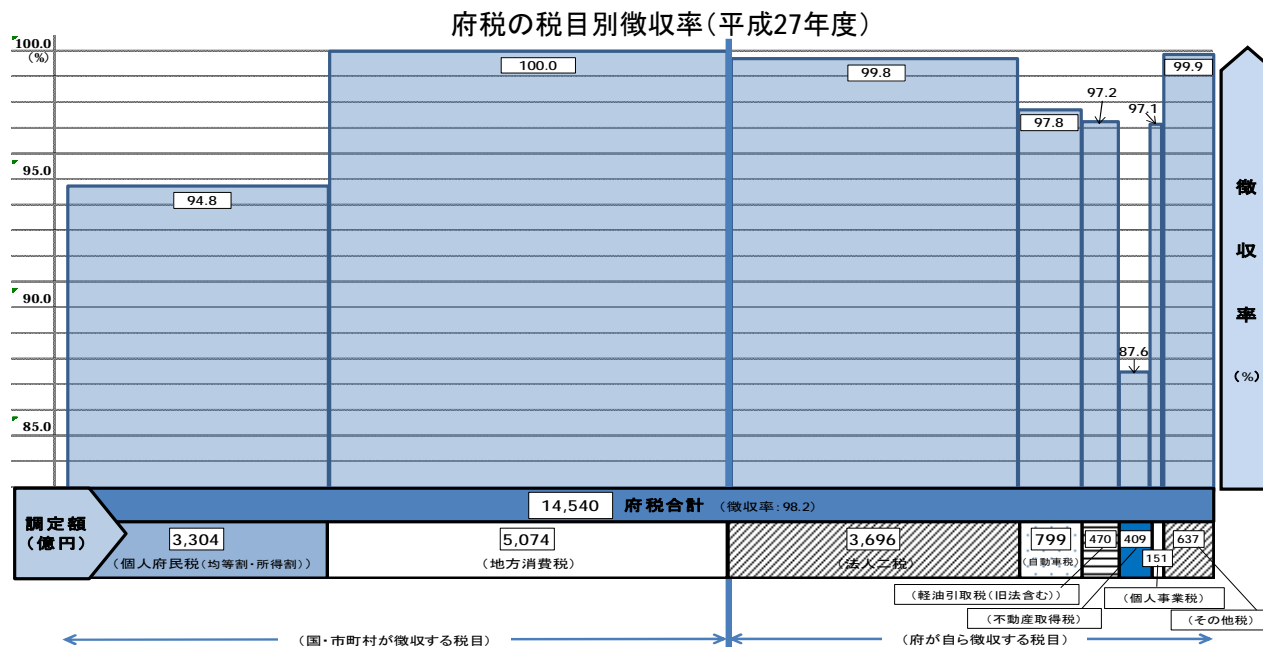 府税の税目別徴収率（平成27年度）
100.0
（%）
95.0
90.0
85.0
94.8
100.0
99.8
97.8
97.2
87.6
97.1
99.9
徴収率
（%）
調定額
（億円）
14,540 府税合計 （徴収率：98.2）
3,304
（個人府民税（均等割・所得割））
5,074
（地方消費税）
3,696
（法人二税）
799
（自動車税）
470
409
151
637
（軽油引取税（旧法含む））
（不動産取得税）
（個人事業税）
（その他税）
（国・市町村が徴収する税目）
（府が自ら徴収する税目）